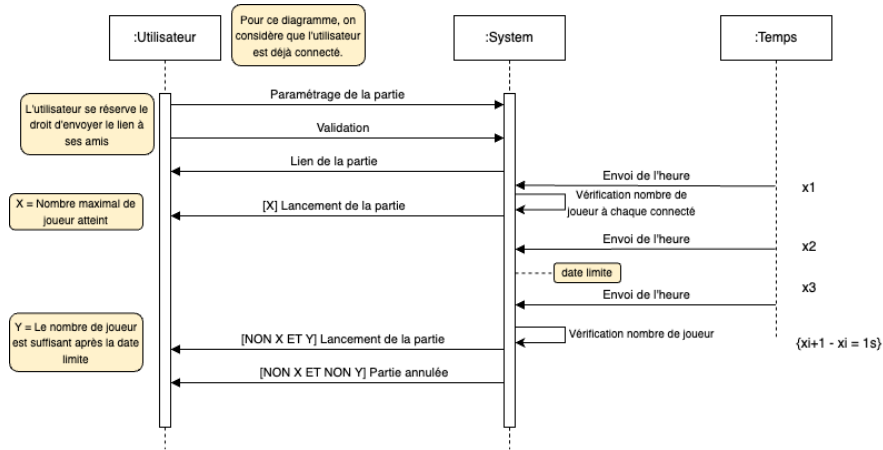 Pour ce diagramme, on
considère que l'utilisateur
est déjà connecté.
:Utilisateur
:System
:Temps
L'utilisateur se réserve le
droit d'envoyer le lien à
ses amis
Paramétrage de la partie
Validation
Lien de la partie
Envoi de l'heure
x1
X = Nombre maximal de
joueur atteint
Vérification nombre de
joueur à chaque connecté
[X] Lancement de la partie
Envoi de l'heure
x2
date limite
x3
Envoi de l'heure
Y = Le nombre de joueur
est suffisant après la date
limite
Vérification nombre de joueur
[NON X ET Y] Lancement de la partie
{xi+1 - xi = 1s}
[NON X ET NON Y] Partie annulée